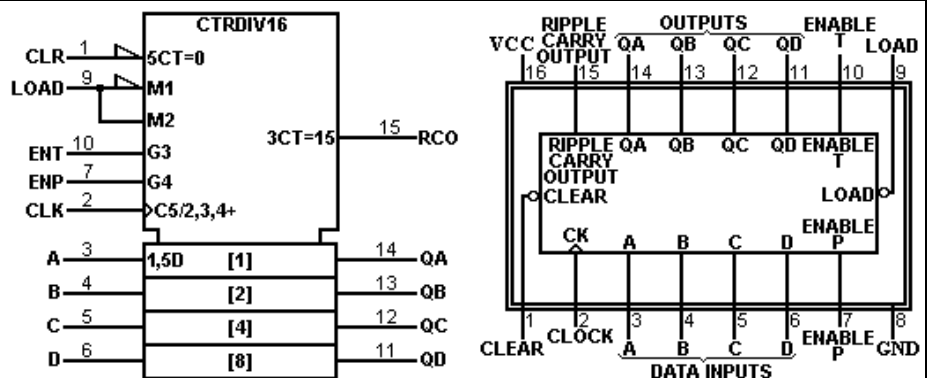 CTRDIV16
CLR 1 5CT=0
LOAD 9 M1
M2
3CT=15 15 RCO
ENT 10 G3
ENP 7 G4
CLK 2 C5/2,3,4+
A 3 1,5D [1] 14 QA
B 4 [2] 13 QB
C 5 [4] 12 QC
D 6 [8] 11 QD
RIPPLE OUTPUTS ENABLE
CARRY T
VCC OUTPUT QA QB QC QD LOAD
16 15 14 13 12 11 10 9
RIPPLE QA QB QC QD ENABLE
CARRY T
OUTPUT
CLEAR LOAD
CK A B C D ENABLE
P
1 2 3 4 5 6 7 8
CLEAR CLOCK A B C D ENABLE GND
P
DATA INPUTS